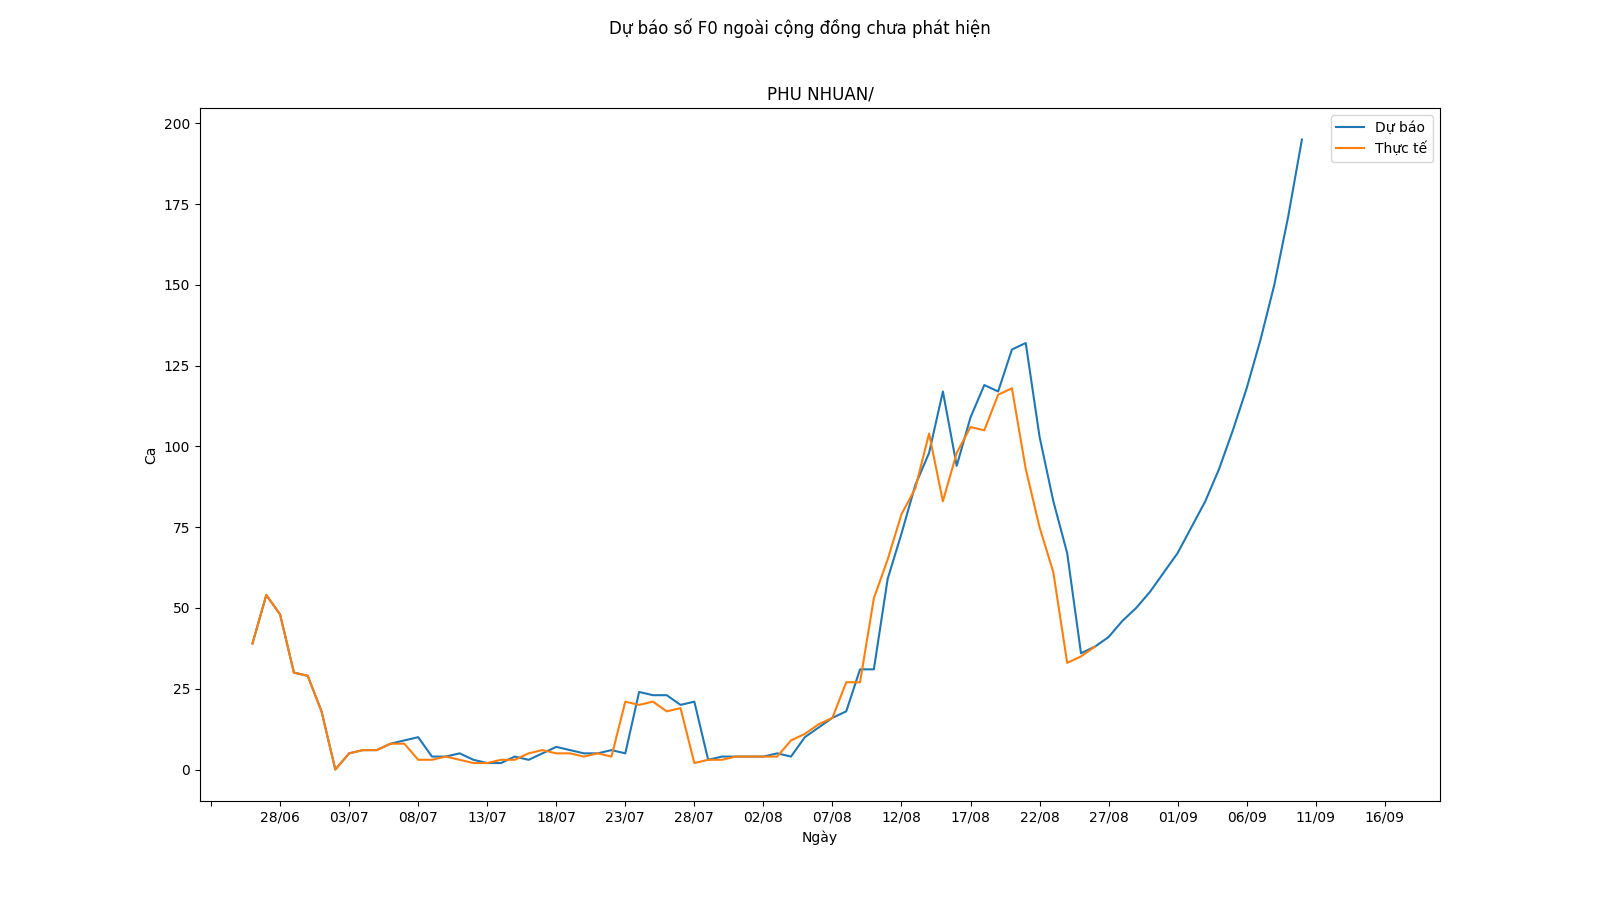 Dự báo số F0 ngoài cộng đồng chưa phát hiện
PHU NHUAN/
Dự báo
Thực tế
200
175
150
125
100
75
50
25
0
Ca
28/06 03/07 08/07 13/07 18/07 23/07 28/07 02/08 07/08 12/08 17/08 22/08 27/08 01/09 06/09 11/09 16/09
Ngày